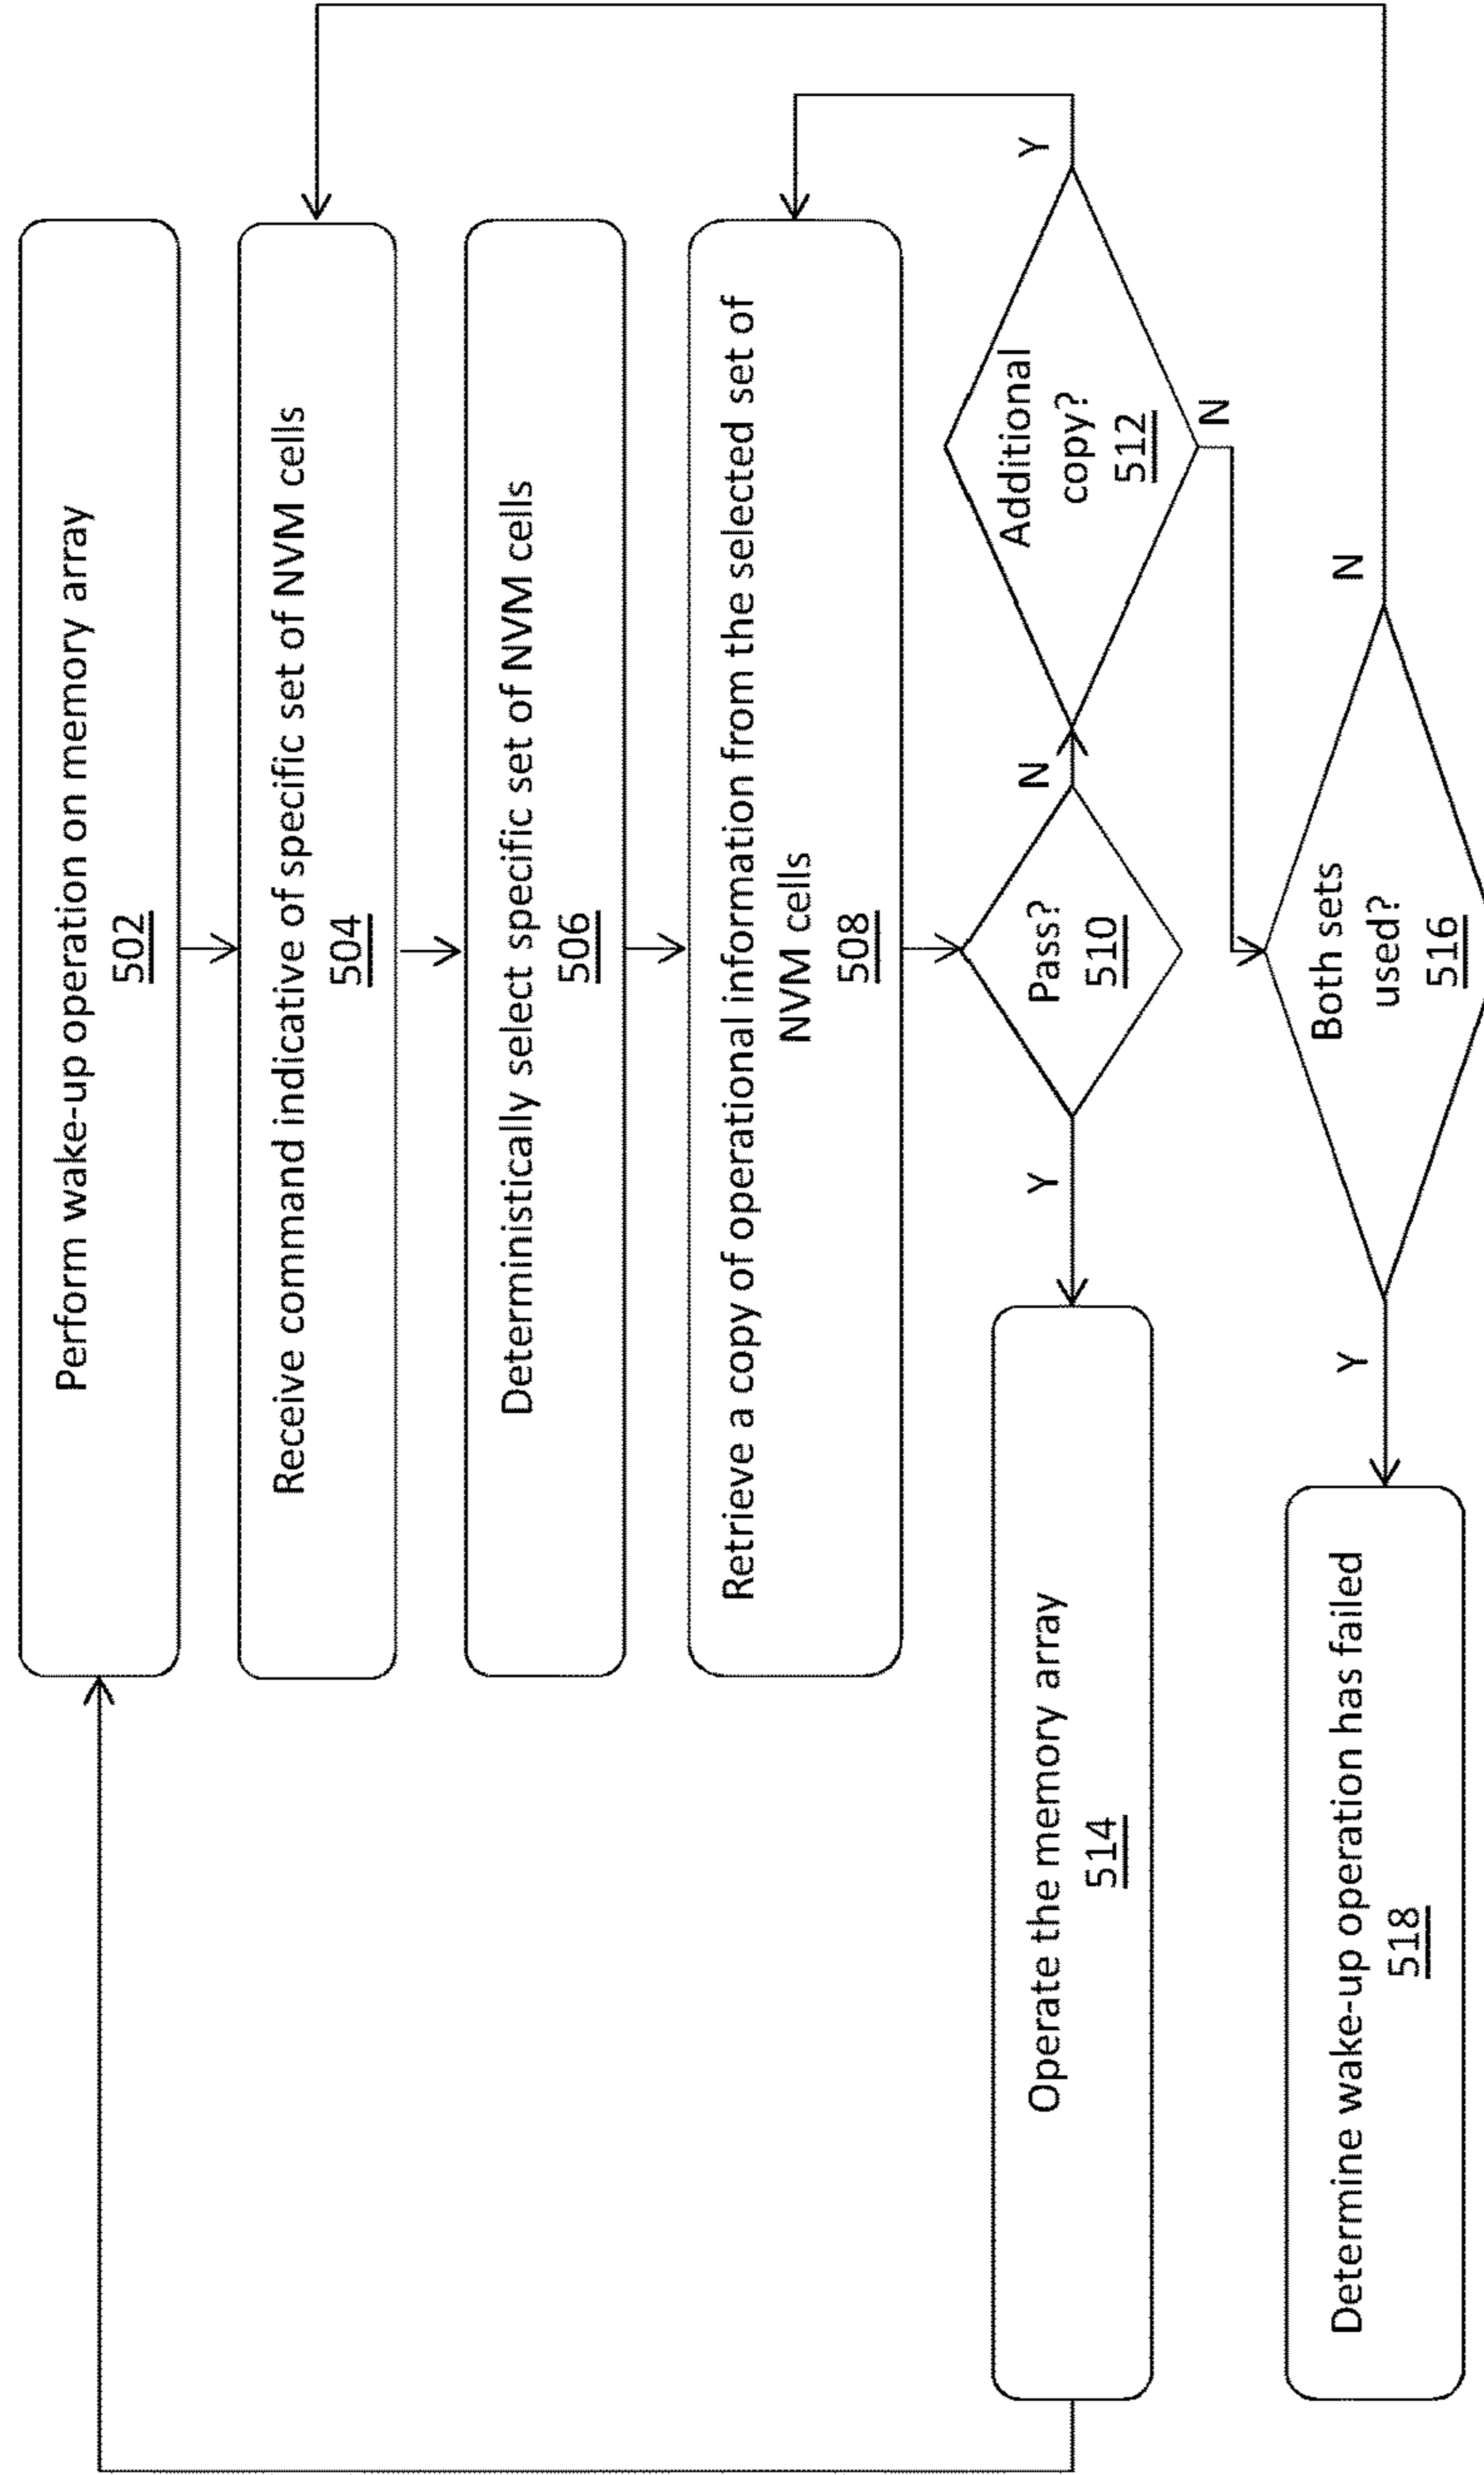 Perform wake-up operation on memory array
502
Receive command indicative of specific set of NVM cells
504
Deterministically select specific set of NVM cells
506
Retrieve a copy of operational information from the selected set of
NVM cells
508
Pass?
510
Y
N
Additional
copy?
512
Y
N
Operate the memory array
514
Both sets
used?
516
Y
N
Determine wake-up operation has failed
518